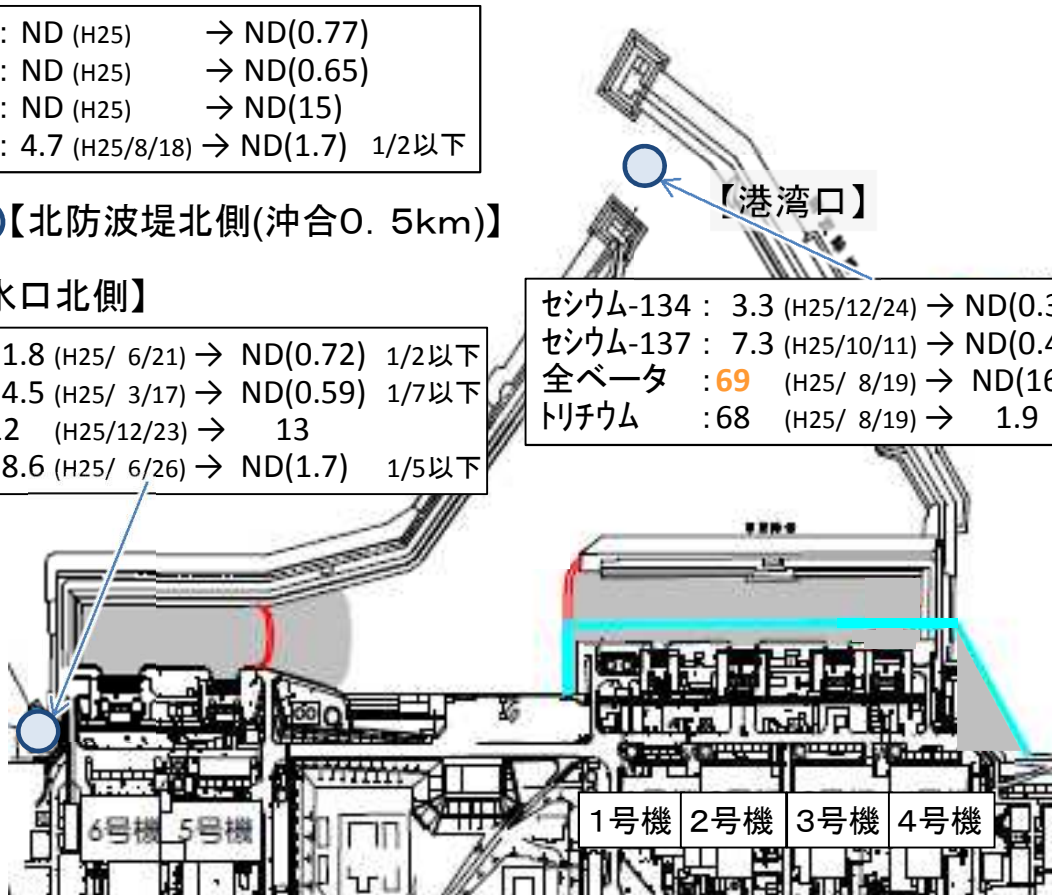 : ND (H25) → ND(0.77)
: ND (H25) → ND(0.65)
: ND (H25) → ND(15)
: 4.7 (H25/8/18) → ND(1.7) 1/2以下
【北防波堤北側(沖合0.5km)】
【港湾口】
水口北側】
セシウム-134 : 3.3 (H25/12/24) → ND(0.3
セシウム-137 : 7.3 (H25/10/11) → ND(0.4
全ベータ :69 (H25/ 8/19) → ND(16
トリチウム :68 (H25/ 8/19) → 1.9
1.8 (H25/ 6/21) → ND(0.72) 1/2以下
4.5 (H25/ 3/17) → ND(0.59) 1/7以下
12 (H25/12/23) → 13
8.6 (H25/ 6/26) → ND(1.7) 1/5以下
6号機 5号機
1号機 2号機 3号機 4号機